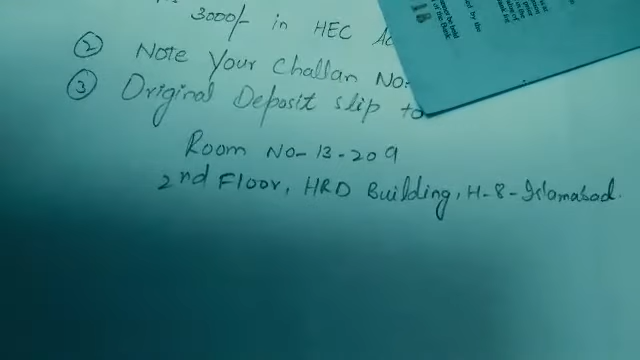 3000/- in HEC
② Note Your Challan No.
③ Original Deposit slip to
Room No-13-209
2nd Floor, HRD Building, H-8-Islamabad.